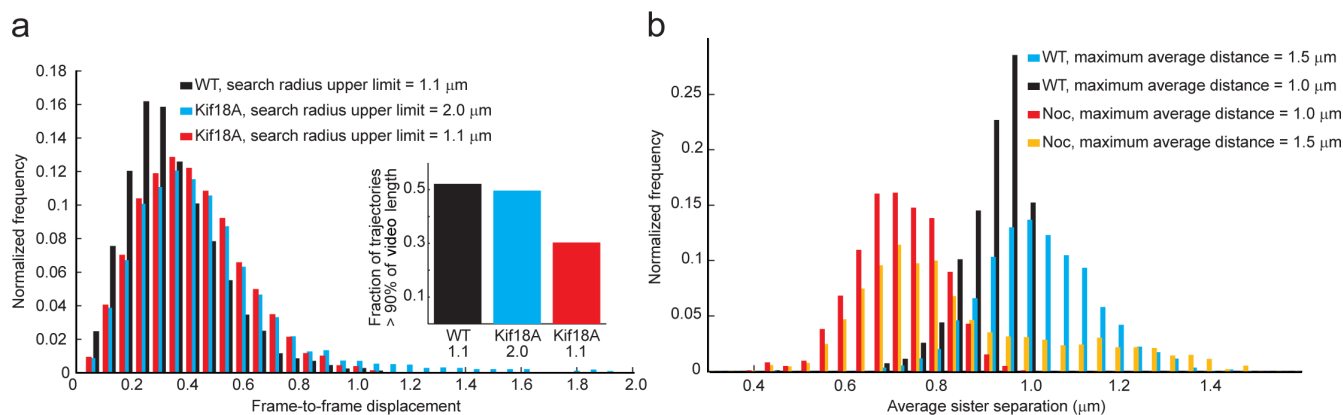 a
Normalized frequency
0.18
0.16
0.14
0.12
0.10
0.08
0.06
0.04
0.02
0
0
0.2
0.4
0.6
0.8
1.0
1.2
1.4
1.6
1.8
2.0
Frame-to-frame displacement
WT, search radius upper limit = 1.1 μm
Kif18A, search radius upper limit = 2.0 μm
Kif18A, search radius upper limit = 1.1 μm
Fraction of trajectories
> 90% of video length
0.5
0.3
0.1
WT
1.1
Kif18A
2.0
Kif18A
1.1
b
Normalized frequency
0.25
0.20
0.15
0.10
0.05
0
0.4
0.6
0.8
1.0
1.2
1.4
Average sister separation (μm)
WT, maximum average distance = 1.5 μm
WT, maximum average distance = 1.0 μm
Noc, maximum average distance = 1.0 μm
Noc, maximum average distance = 1.5 μm